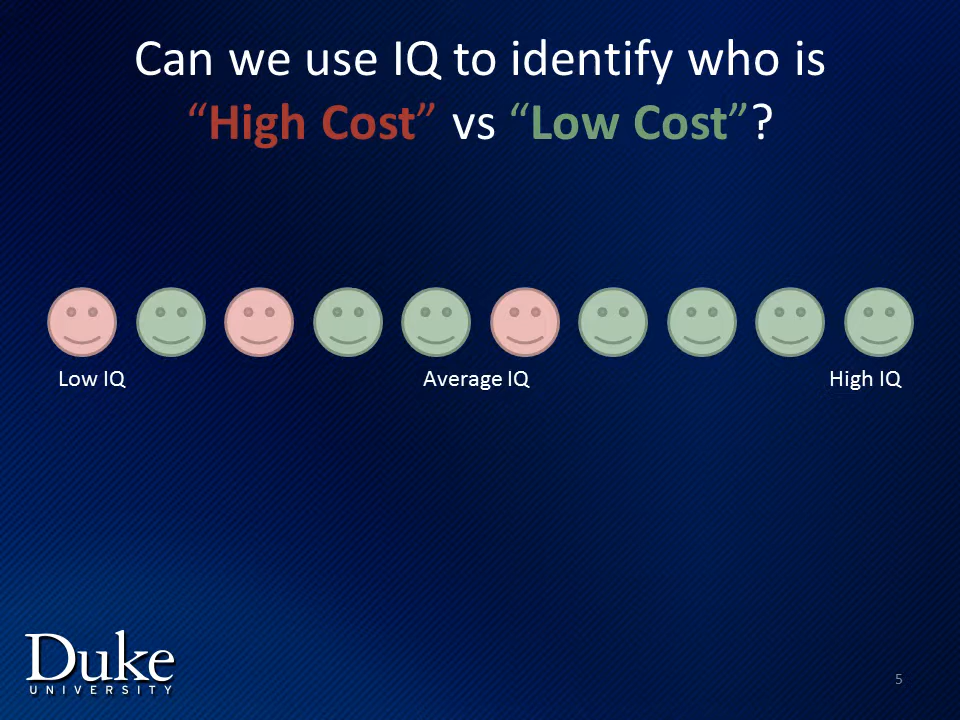 Can we use IQ to identify who is
“High Cost” vs “Low Cost”?
Low IQ
Average IQ
High IQ
Duke
UNIVERSITY
5